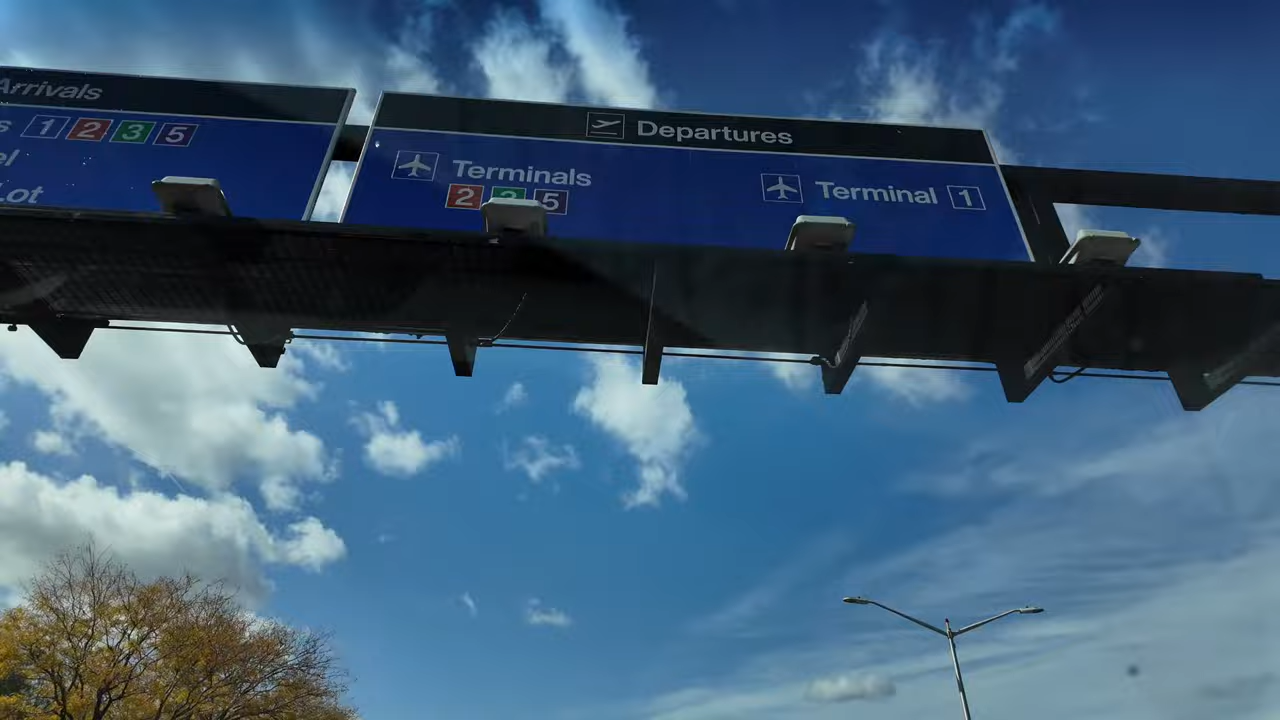 Arrivals
1 2 3 5
Lot
Departures
Terminals
2 3 5
Terminal 1